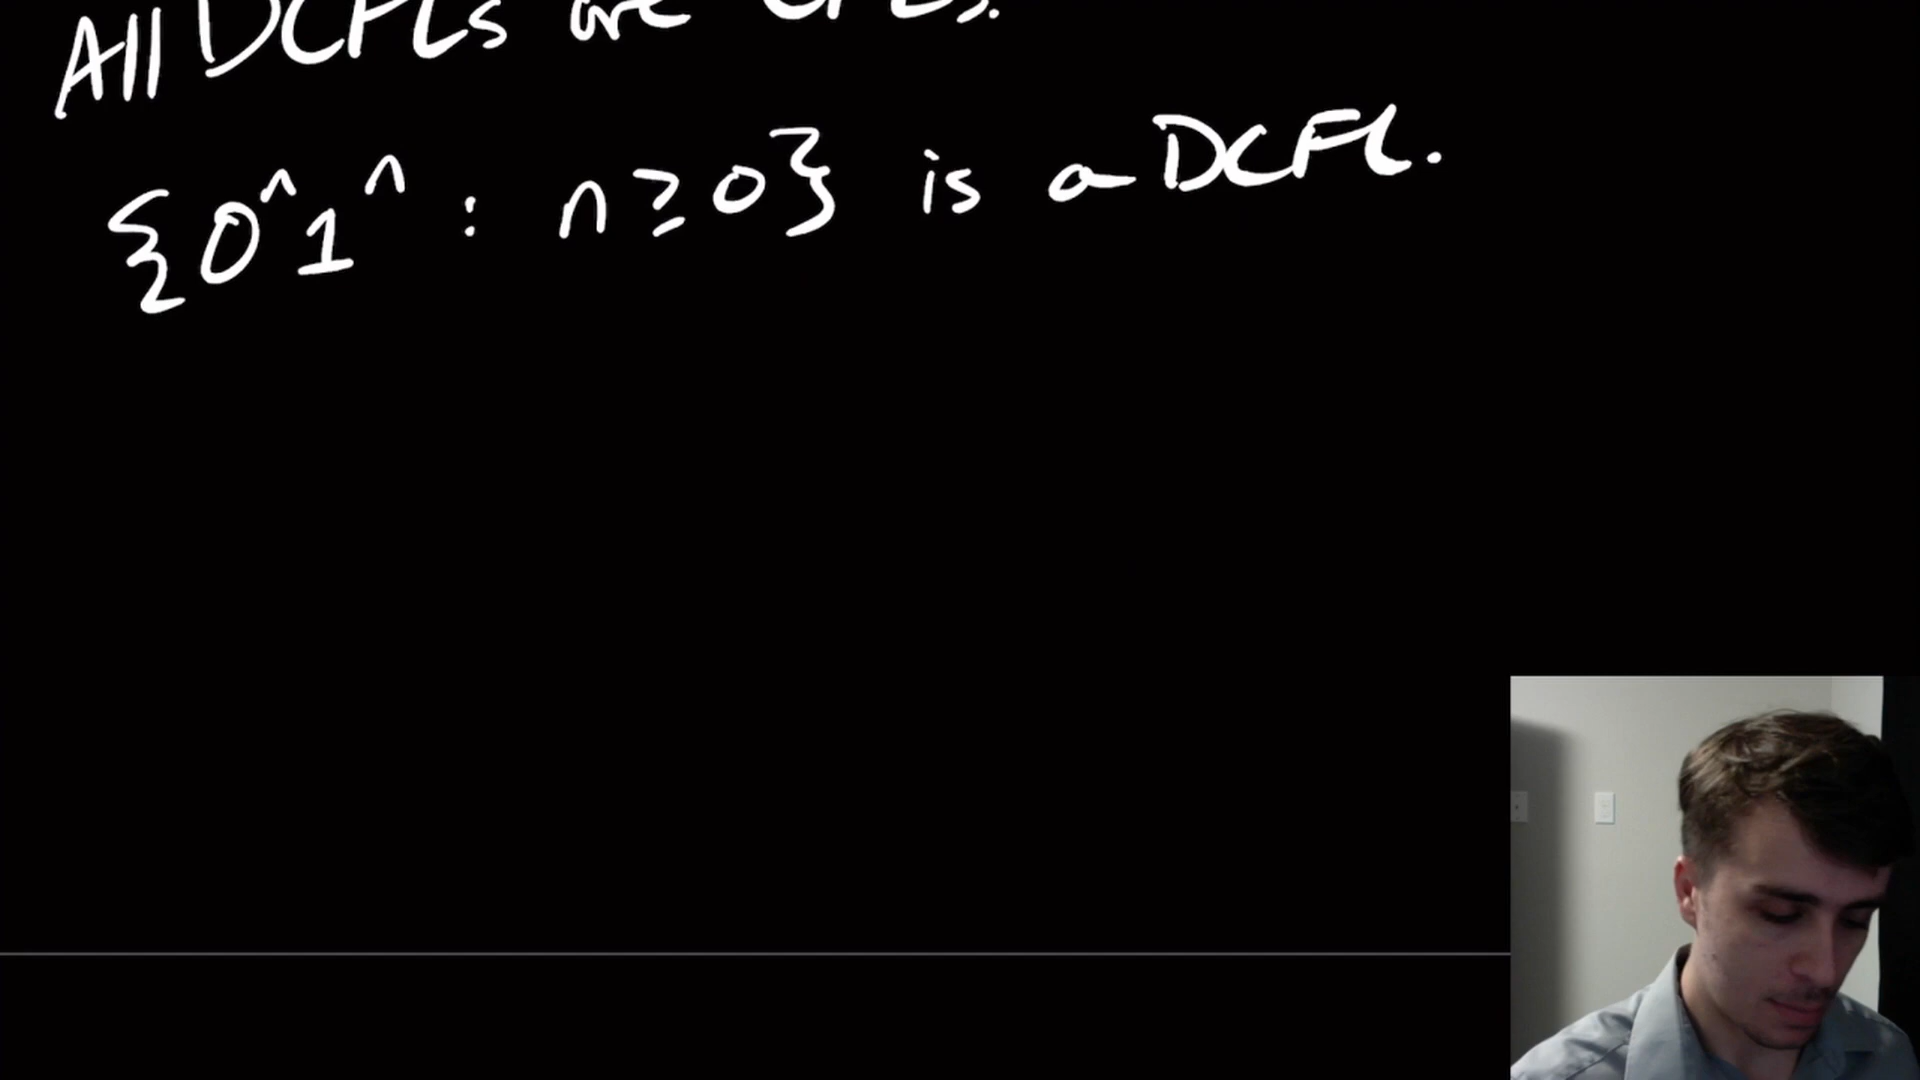 All DCFLs are CFLs.
{0^n 1^n : n ≥ 0} is a DCFL.